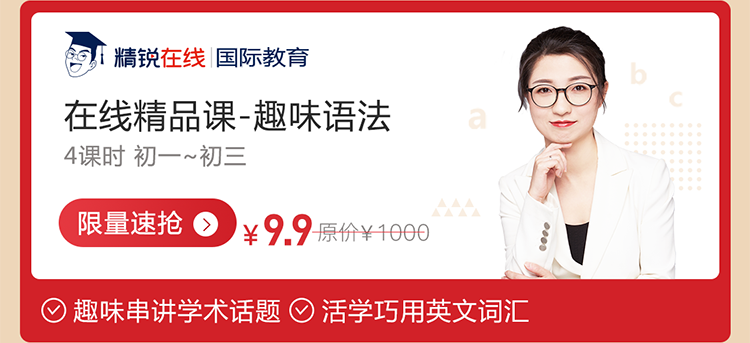 精锐在线|国际教育
在线精品课-趣味语法
4课时 初一~初三
限量速抢
¥9.9 原价¥1000
a
b
c
趣味串讲学术话题 活学巧用英文词汇